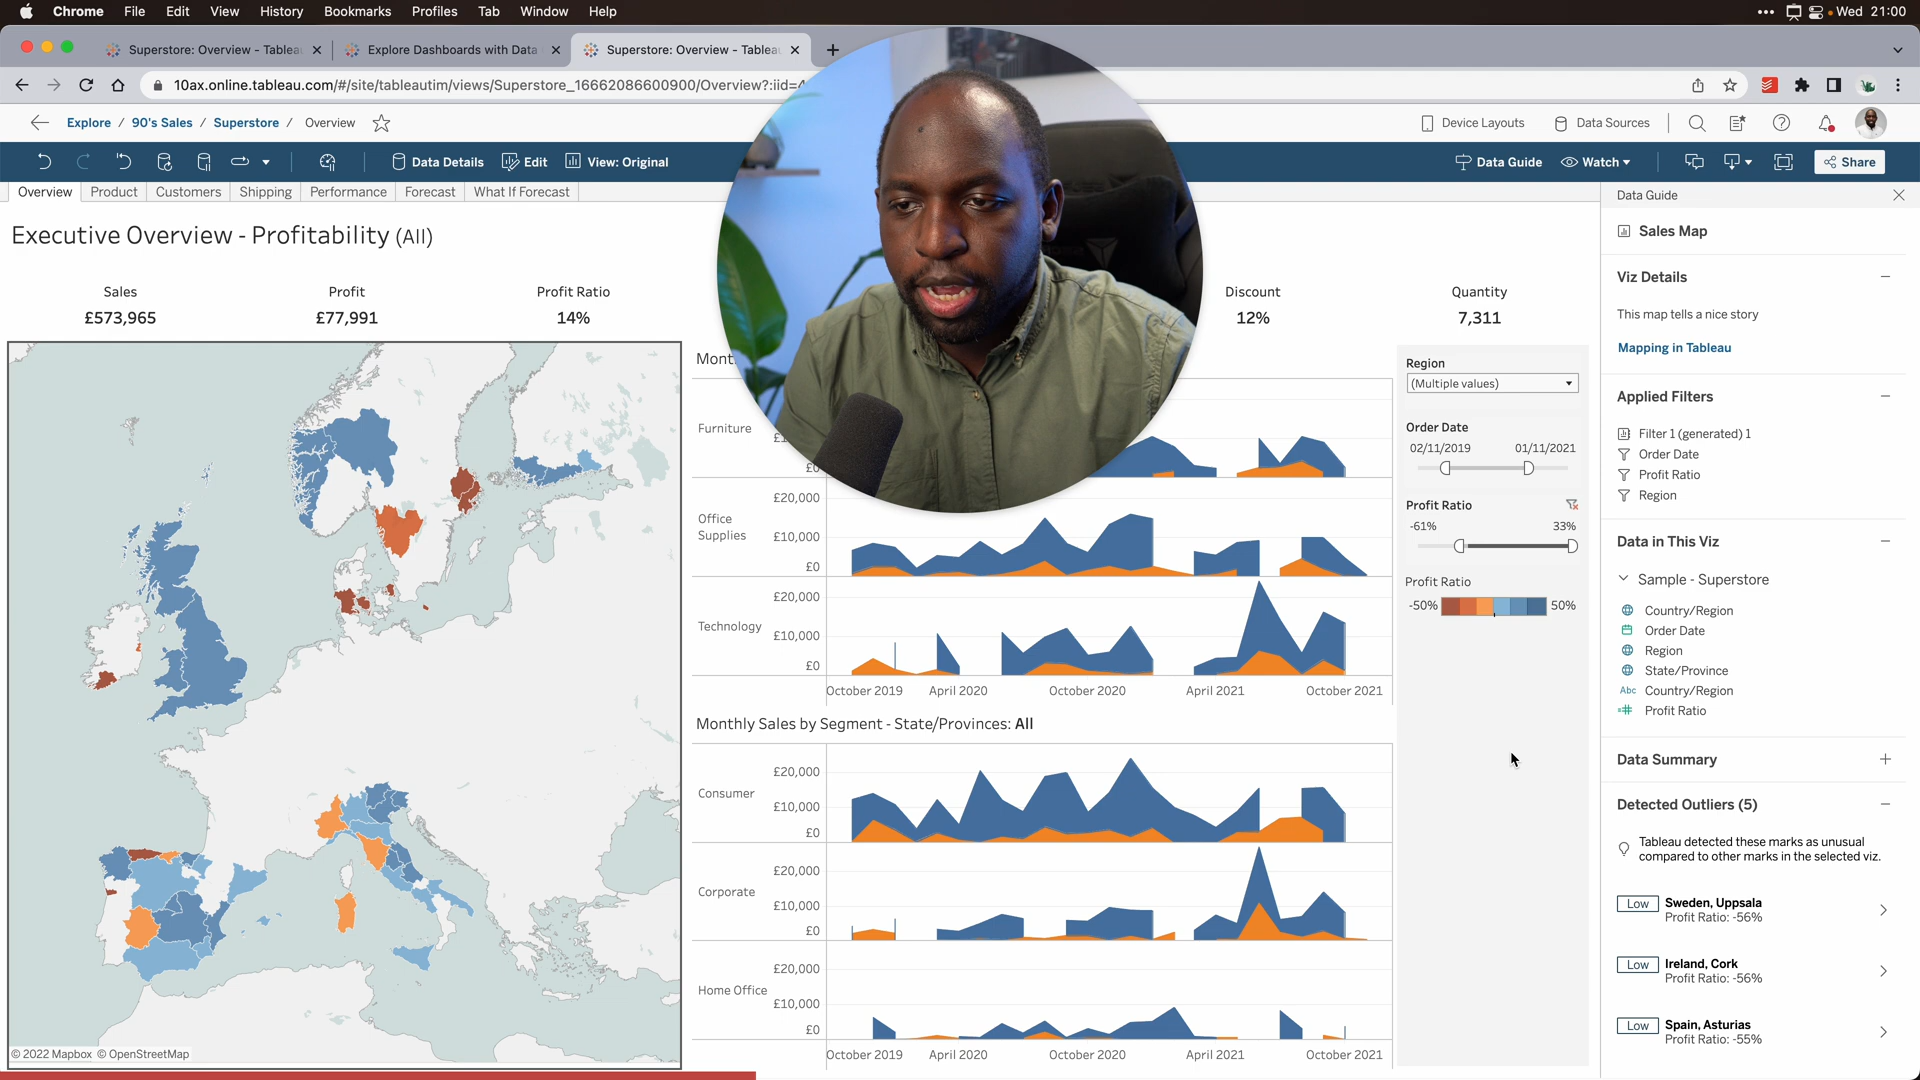 Chrome File Edit View History Bookmarks Profiles Tab Window Help
Wed 21:00
Superstore: Overview - Tablea
Explore Dashboards with Data
Superstore: Overview - Tablea
10ax.online.tableau.com/#/site/tableautim/views/Superstore_16662086600900/Overview?:iid=4
Explore / 90's Sales / Superstore / Overview
Device Layouts
Data Sources
Data Details
Edit
View: Original
Data Guide
Watch
Share
Overview Product Customers Shipping Performance Forecast What If Forecast
Executive Overview - Profitability (All)
Sales
£573,965
Profit
£77,991
Profit Ratio
14%
Discount
12%
Quantity
7,311
© 2022 Mapbox © OpenStreetMap
Furniture
£0
Office
Supplies
£20,000
£10,000
£0
Technology
£20,000
£10,000
£0
October 2019 April 2020 October 2020 April 2021 October 2021
Monthly Sales by Segment - State/Provinces: All
Consumer
£20,000
£10,000
£0
Corporate
£20,000
£10,000
£0
Home Office
£20,000
£10,000
£0
October 2019 April 2020 October 2020 April 2021 October 2021
Region
(Multiple values)
Order Date
02/11/2019 01/11/2021
Profit Ratio
-61% 33%
Profit Ratio
-50% 50%
Data Guide
Sales Map
Viz Details
This map tells a nice story
Mapping in Tableau
Applied Filters
Filter 1 (generated) 1
Order Date
Profit Ratio
Region
Data in This Viz
Sample - Superstore
Country/Region
Order Date
Region
State/Province
Abc Country/Region
Profit Ratio
Data Summary
Detected Outliers (5)
Tableau detected these marks as unusual
compared to other marks in the selected viz.
Low Sweden, Uppsala
Profit Ratio: -56%
Low Ireland, Cork
Profit Ratio: -56%
Low Spain, Asturias
Profit Ratio: -55%